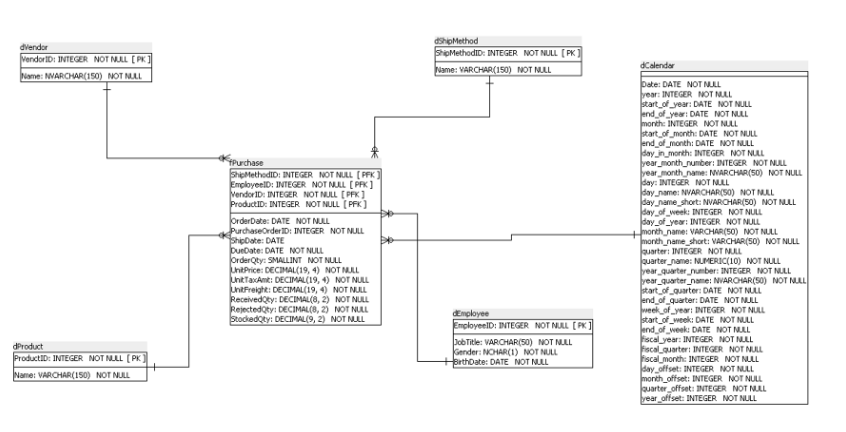 dVendor
VendorID: INTEGER NOT NULL [ PK ]
Name: NVARCHAR(150) NOT NULL
dShipMethod
ShipMethodID: INTEGER NOT NULL [ PK ]
Name: VARCHAR(150) NOT NULL
dCalendar
Date: DATE NOT NULL
year: INTEGER NOT NULL
start_of_year: DATE NOT NULL
end_of_year: DATE NOT NULL
month: INTEGER NOT NULL
start_of_month: DATE NOT NULL
end_of_month: DATE NOT NULL
day_in_month: INTEGER NOT NULL
year_month_number: INTEGER NOT NULL
year_month_name: NVARCHAR(50) NOT NULL
day: INTEGER NOT NULL
day_name: NVARCHAR(50) NOT NULL
day_name_short: NVARCHAR(50) NOT NULL
day_of_week: INTEGER NOT NULL
day_of_year: INTEGER NOT NULL
month_name: VARCHAR(50) NOT NULL
month_name_short: VARCHAR(50) NOT NULL
quarter: INTEGER NOT NULL
quarter_name: NUMERIC(10) NOT NULL
year_quarter_number: INTEGER NOT NULL
year_quarter_name: NVARCHAR(50) NOT NULL
start_of_quarter: DATE NOT NULL
end_of_quarter: DATE NOT NULL
week_of_year: INTEGER NOT NULL
start_of_week: DATE NOT NULL
end_of_week: DATE NOT NULL
fiscal_year: INTEGER NOT NULL
fiscal_quarter: INTEGER NOT NULL
fiscal_month: INTEGER NOT NULL
day_offset: INTEGER NOT NULL
month_offset: INTEGER NOT NULL
quarter_offset: INTEGER NOT NULL
year_offset: INTEGER NOT NULL
fPurchase
ShipMethodID: INTEGER NOT NULL [ PFK ]
EmployeeID: INTEGER NOT NULL [ PFK ]
VendorID: INTEGER NOT NULL [ PFK ]
ProductID: INTEGER NOT NULL [ PFK ]
OrderDate: DATE NOT NULL
PurchaseOrderID: INTEGER NOT NULL
ShipDate: DATE
DueDate: DATE NOT NULL
OrderQty: SMALLINT NOT NULL
UnitPrice: DECIMAL(19, 4) NOT NULL
UnitTaxAmt: DECIMAL(19, 4) NOT NULL
UnitFreight: DECIMAL(19, 4) NOT NULL
ReceivedQty: DECIMAL(8, 2) NOT NULL
RejectedQty: DECIMAL(8, 2) NOT NULL
StockedQty: DECIMAL(9, 2) NOT NULL
dEmployee
EmployeeID: INTEGER NOT NULL [ PK ]
JobTitle: VARCHAR(50) NOT NULL
Gender: NCHAR(1) NOT NULL
BirthDate: DATE NOT NULL
dProduct
ProductID: INTEGER NOT NULL [ PK ]
Name: VARCHAR(150) NOT NULL